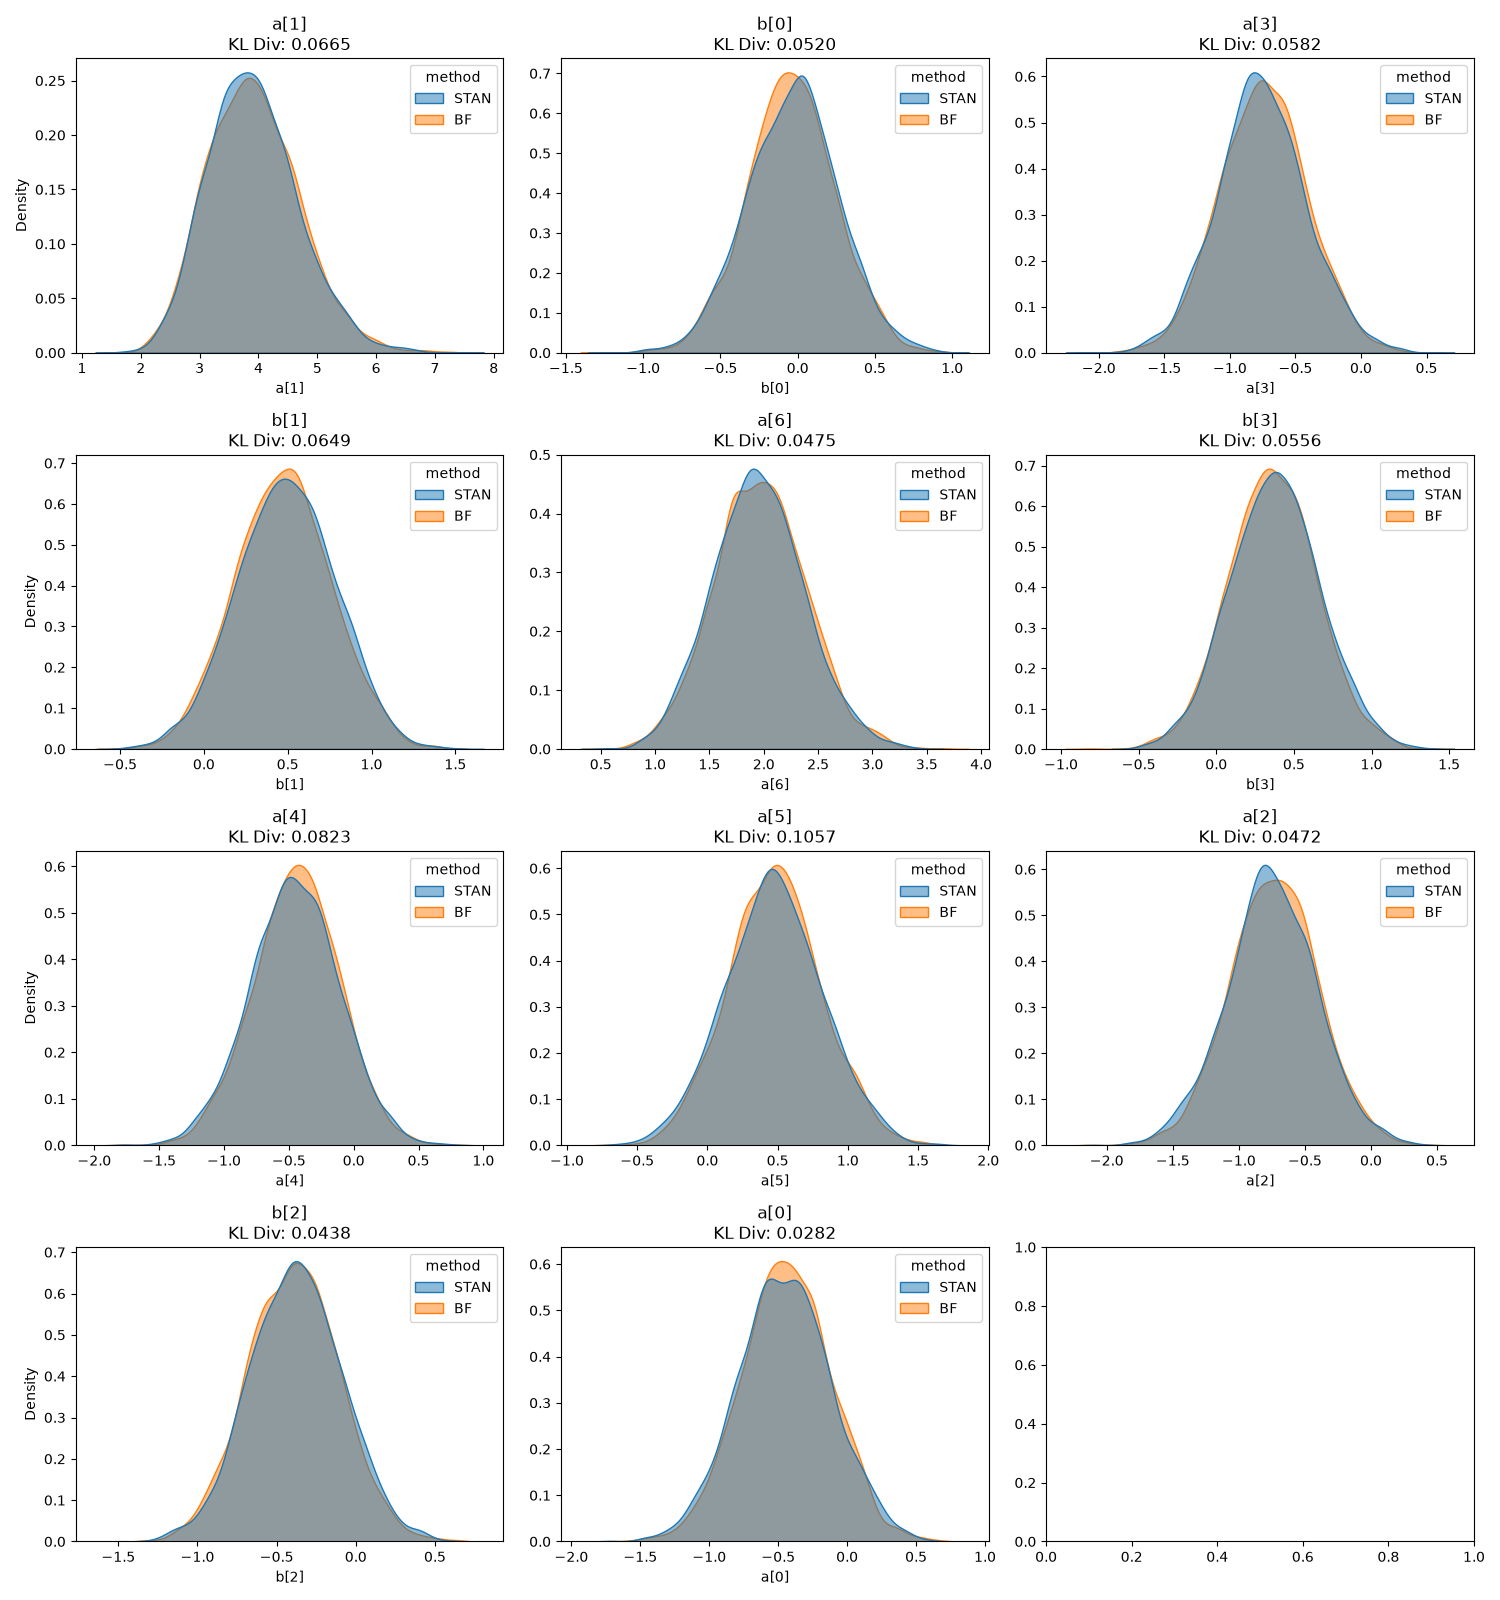 a[1]
KL Div: 0.0665
b[0]
KL Div: 0.0520
a[3]
KL Div: 0.0582
method
STAN
BF
method
STAN
BF
method
STAN
BF
Density
0.25
0.20
0.15
0.10
0.05
0.00
0.7
0.6
0.5
0.4
0.3
0.2
0.1
0.0
0.6
0.5
0.4
0.3
0.2
0.1
0.0
1 2 3 4 5 6 7 8
−1.5 −1.0 −0.5 0.0 0.5 1.0
−2.0 −1.5 −1.0 −0.5 0.0 0.5
a[1]
b[0]
a[3]
b[1]
KL Div: 0.0649
a[6]
KL Div: 0.0475
b[3]
KL Div: 0.0556
method
STAN
BF
method
STAN
BF
method
STAN
BF
Density
0.7
0.6
0.5
0.4
0.3
0.2
0.1
0.0
0.5
0.4
0.3
0.2
0.1
0.0
0.7
0.6
0.5
0.4
0.3
0.2
0.1
0.0
−0.5 0.0 0.5 1.0 1.5
0.5 1.0 1.5 2.0 2.5 3.0 3.5 4.0
−1.0 −0.5 0.0 0.5 1.0 1.5
b[1]
a[6]
b[3]
a[4]
KL Div: 0.0823
a[5]
KL Div: 0.1057
a[2]
KL Div: 0.0472
method
STAN
BF
method
STAN
BF
method
STAN
BF
Density
0.6
0.5
0.4
0.3
0.2
0.1
0.0
0.6
0.5
0.4
0.3
0.2
0.1
0.0
0.6
0.5
0.4
0.3
0.2
0.1
0.0
−2.0 −1.5 −1.0 −0.5 0.0 0.5 1.0
−1.0 −0.5 0.0 0.5 1.0 1.5 2.0
−2.0 −1.5 −1.0 −0.5 0.0 0.5
a[4]
a[5]
a[2]
b[2]
KL Div: 0.0438
a[0]
KL Div: 0.0282
method
STAN
BF
method
STAN
BF
Density
0.7
0.6
0.5
0.4
0.3
0.2
0.1
0.0
0.6
0.5
0.4
0.3
0.2
0.1
0.0
1.0
0.8
0.6
0.4
0.2
0.0
−1.5 −1.0 −0.5 0.0 0.5
−2.0 −1.5 −1.0 −0.5 0.0 0.5 1.0
0.0 0.2 0.4 0.6 0.8 1.0
b[2]
a[0]